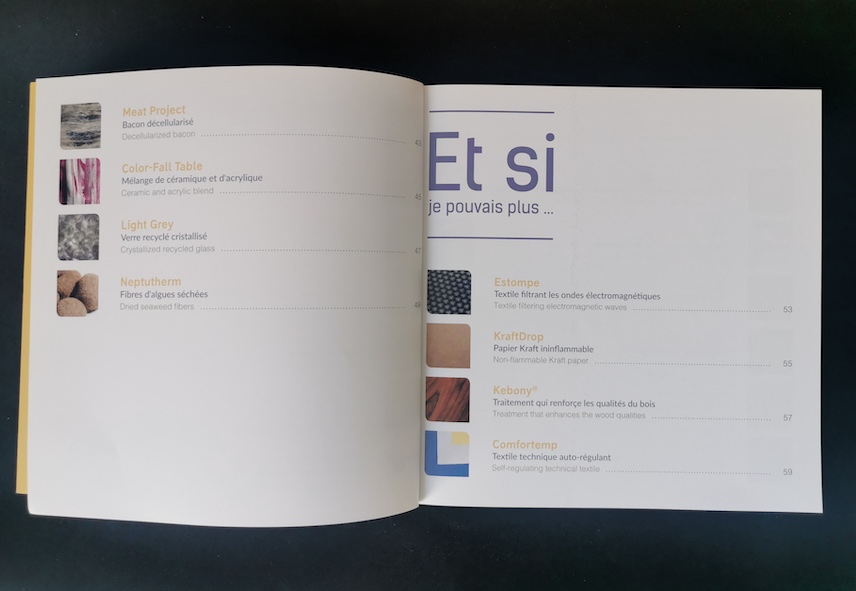 Meat Project
Bacon décellularisé
Decellularized bacon 43
Color-Fall Table
Mélange de céramique et d'acrylique
Ceramic and acrylic blend 45
Light Grey
Verre recyclé cristallisé
Crystallized recycled glass 47
Neptutherm
Fibres d'algues séchées
Dried seaweed fibers
Et si
je pouvais plus ...
Estompe
Textile filtrant les ondes électromagnétiques
Textile filtering electromagnetic waves 53
KraftDrop
Papier Kraft ininflammable
Non-flammable Kraft paper 55
Kebony®
Traitement qui renforce les qualités du bois
Treatment that enhances the wood qualities 57
Comfortemp
Textile technique auto-régulant
Self-regulating technical textile 59